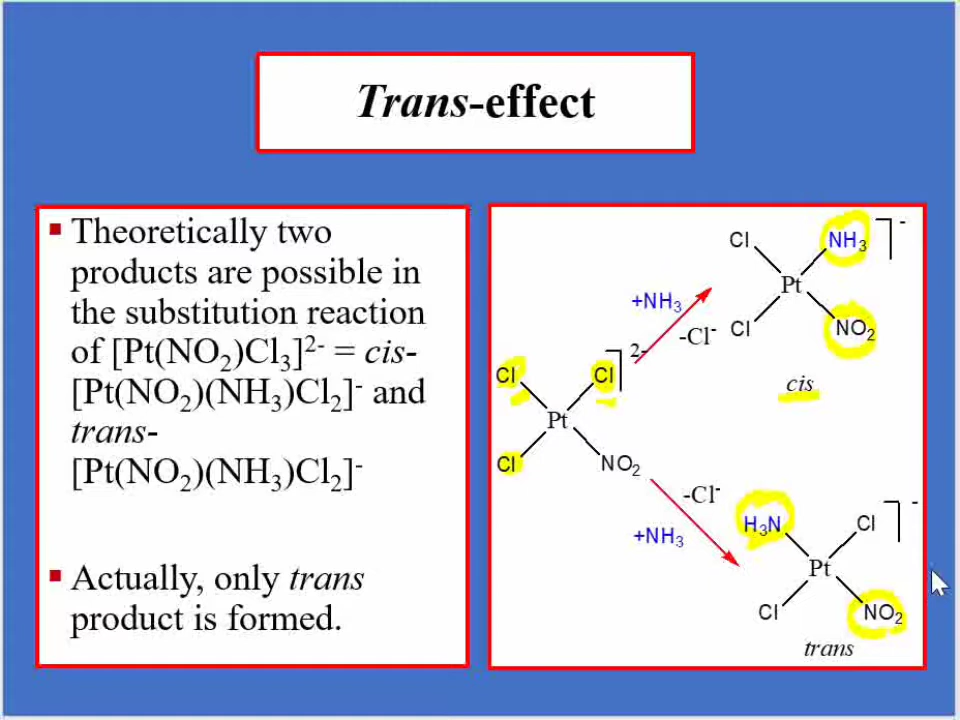 Trans-effect
▪ Theoretically two
products are possible in
the substitution reaction
of [Pt(NO₂)Cl₃]²⁻ = cis-
[Pt(NO₂)(NH₃)Cl₂]⁻ and
trans-
[Pt(NO₂)(NH₃)Cl₂]⁻
▪ Actually, only trans
product is formed.
Cl NH₃ -
Pt
Cl NO₂
cis
+NH₃
-Cl⁻
Cl Cl 2-
Pt
Cl NO₂
-Cl⁻
+NH₃
H₃N Cl -
Pt
Cl NO₂
trans